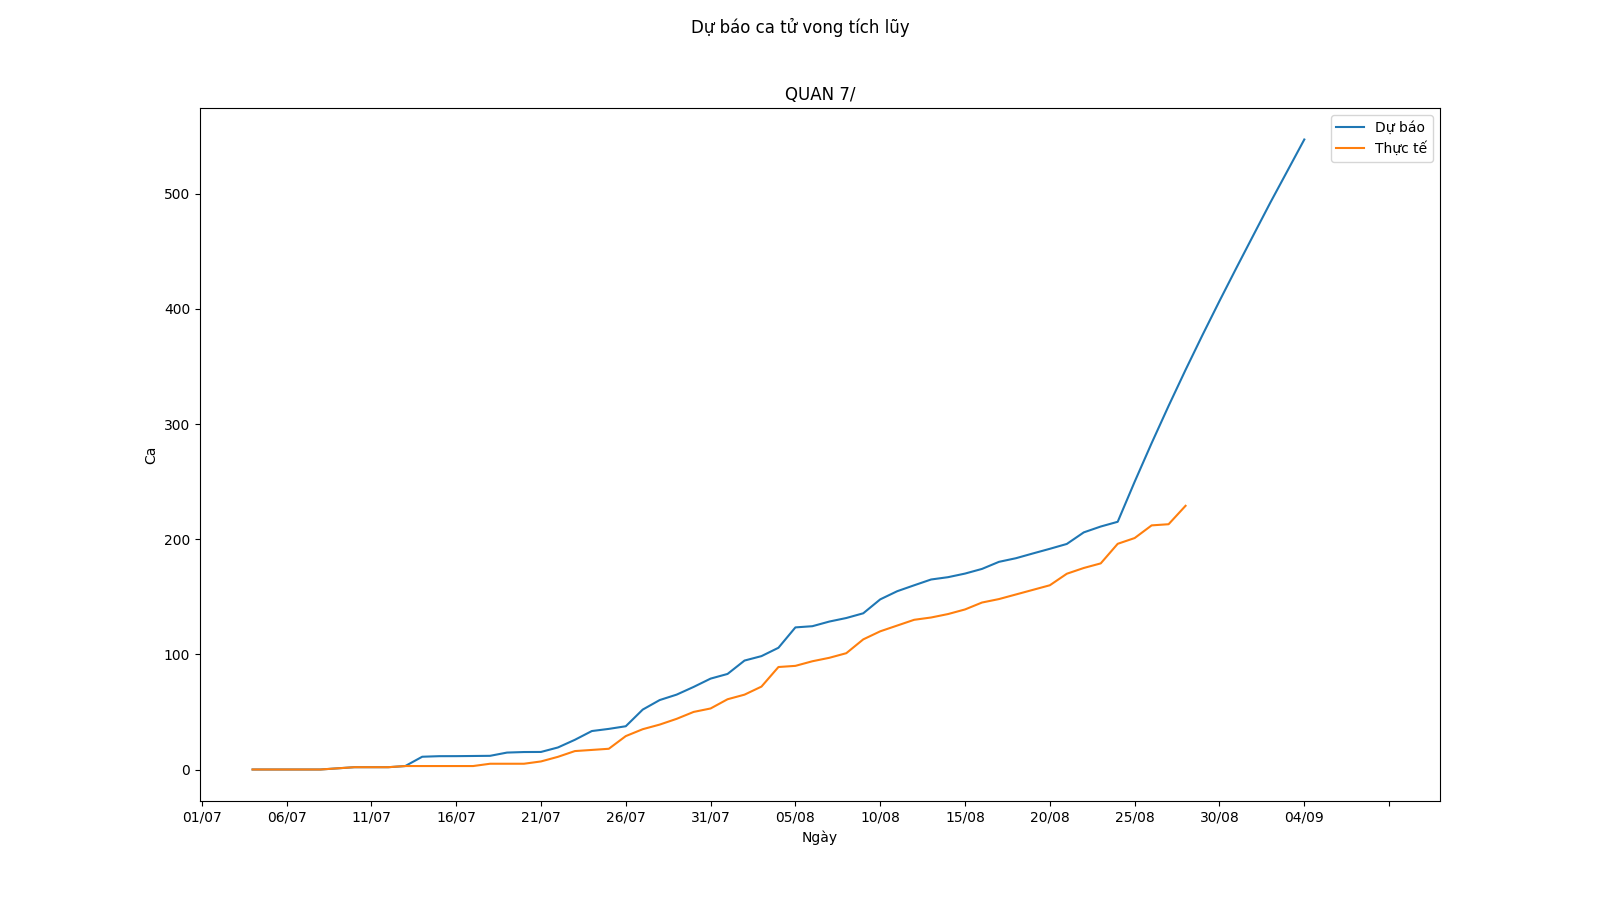 Dự báo ca tử vong tích lũy
QUAN 7/
Dự báo
Thực tế
500
400
300
200
100
0
Ca
01/07 06/07 11/07 16/07 21/07 26/07 31/07 05/08 10/08 15/08 20/08 25/08 30/08 04/09
Ngày